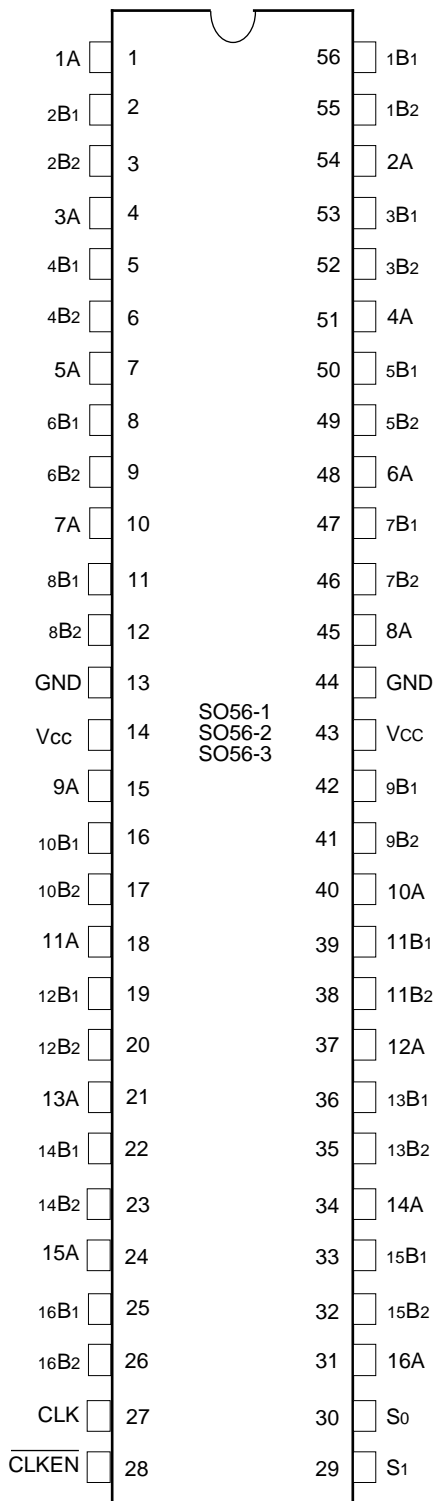 1A 1 56 1B1
2B1 2 55 1B2
2B2 3 54 2A
3A 4 53 3B1
4B1 5 52 3B2
4B2 6 51 4A
5A 7 50 5B1
6B1 8 49 5B2
6B2 9 48 6A
7A 10 47 7B1
8B1 11 46 7B2
8B2 12 45 8A
GND 13 44 GND
SO56-1
Vcc 14 SO56-2 43 VCC
SO56-3
9A 15 42 9B1
10B1 16 41 9B2
10B2 17 40 10A
11A 18 39 11B1
12B1 19 38 11B2
12B2 20 37 12A
13A 21 36 13B1
14B1 22 35 13B2
14B2 23 34 14A
15A 24 33 15B1
16B1 25 32 15B2
16B2 26 31 16A
CLK 27 30 S0
CLKEN 28 29 S1